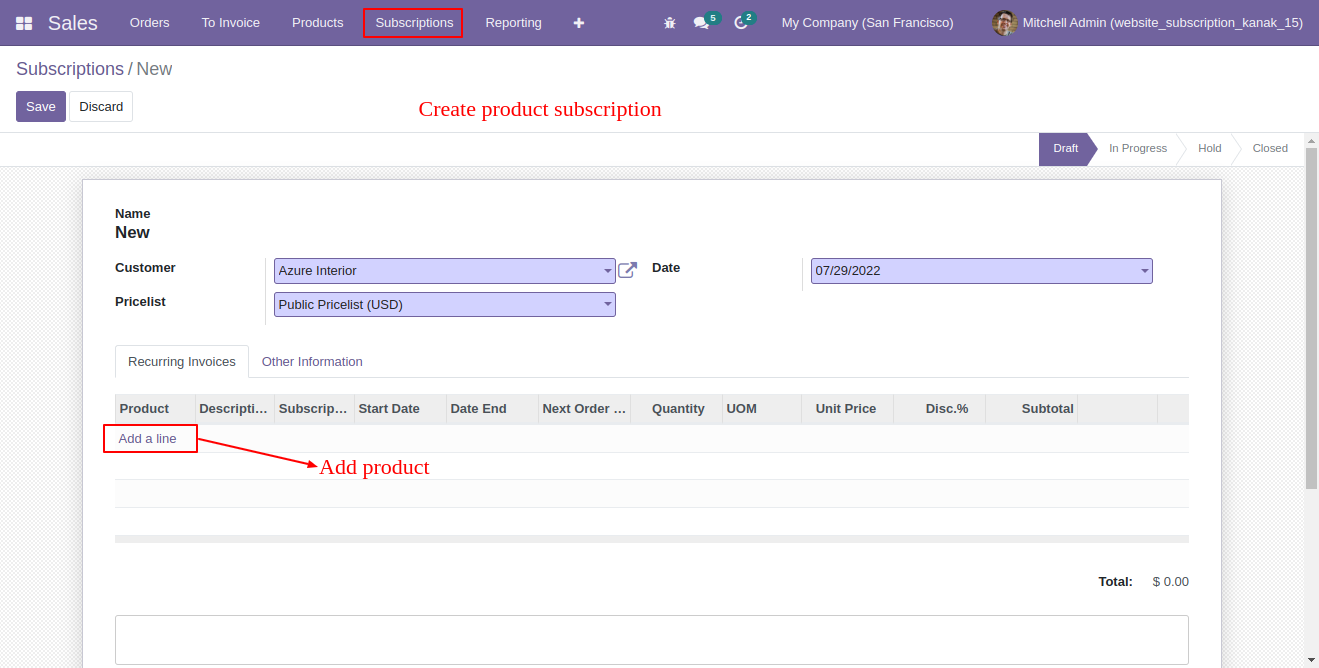 Sales Orders To Invoice Products Subscriptions Reporting 5 2 My Company (San Francisco) Mitchell Admin (website_subscription_kanak_15)
Subscriptions / New
Save Discard
Create product subscription
Draft In Progress Hold Closed
Name
New
Customer Azure Interior Date 07/29/2022
Pricelist Public Pricelist (USD)
Recurring Invoices Other Information
Product Descripti... Subscrip... Start Date Date End Next Order ... Quantity UOM Unit Price Disc.% Subtotal
Add a line
Add product
Total: $ 0.00